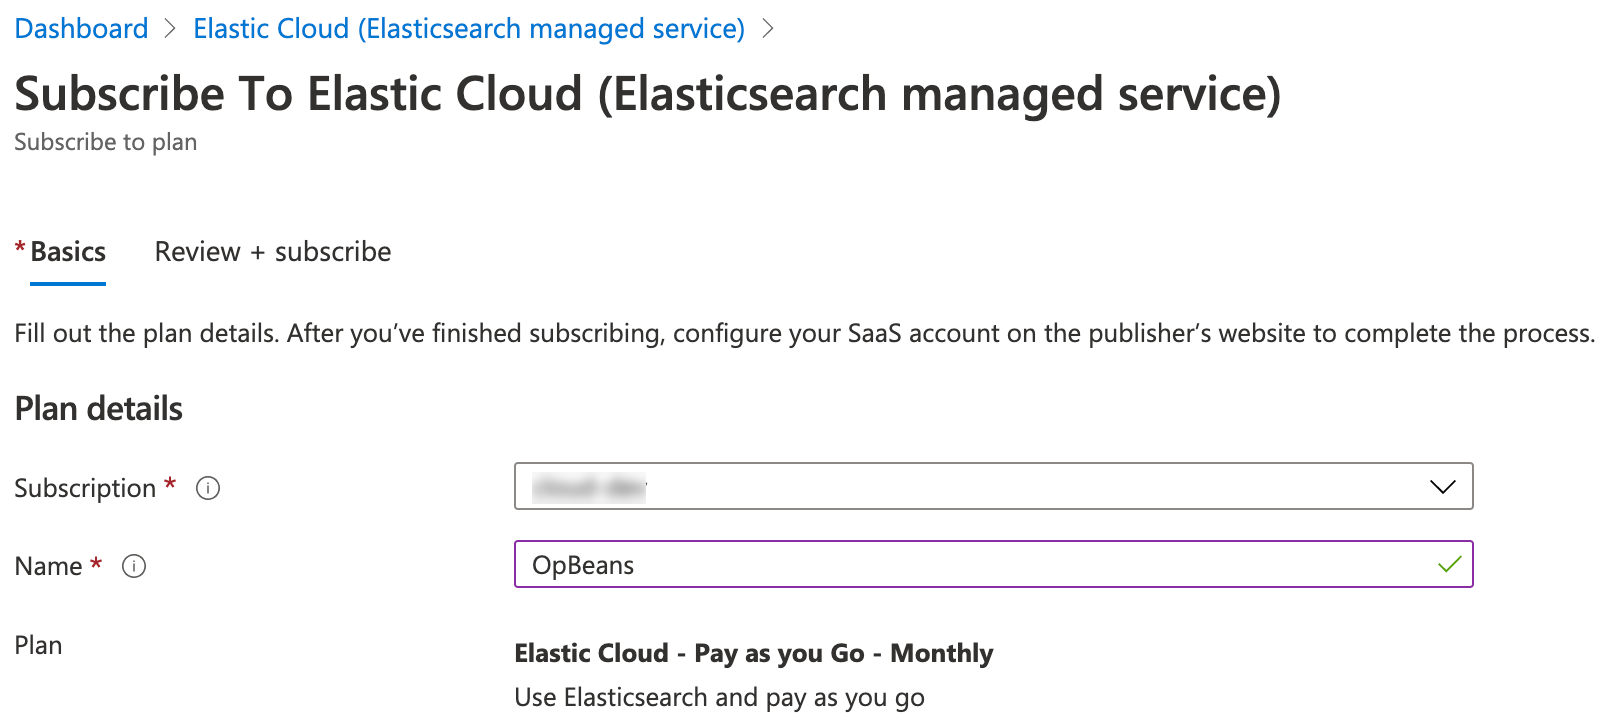 Dashboard > Elastic Cloud (Elasticsearch managed service) >
Subscribe To Elastic Cloud (Elasticsearch managed service)
Subscribe to plan
* Basics Review + subscribe
Fill out the plan details. After you’ve finished subscribing, configure your SaaS account on the publisher’s website to complete the process.
Plan details
Subscription *
Name * OpBeans
Plan Elastic Cloud - Pay as you Go - Monthly
Use Elasticsearch and pay as you go